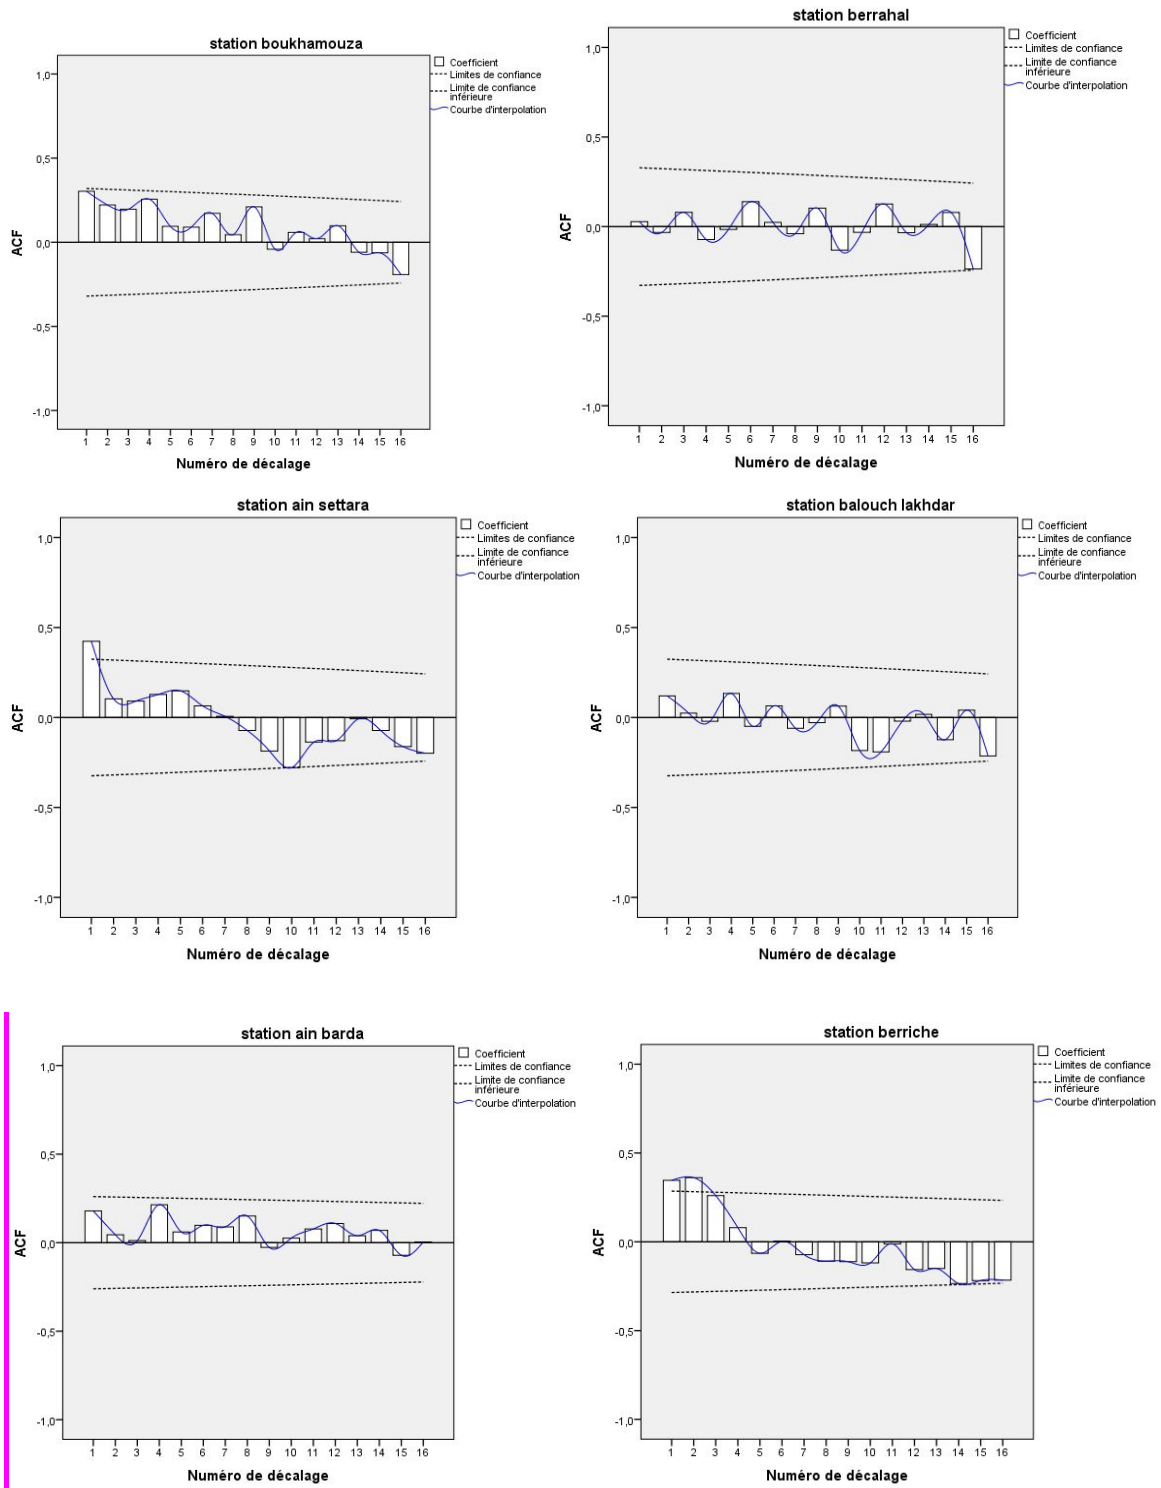 station boukhamouza
Coefficient
Limites de confiance
Limite de confiance
inférieure
Courbe d'interpolation
1,0
0,5
0,0
-0,5
-1,0
ACF
1 2 3 4 5 6 7 8 9 10 11 12 13 14 15 16
Numéro de décalage
station berrahal
Coefficient
Limites de confiance
Limite de confiance
inférieure
Courbe d'interpolation
1,0
0,5
0,0
-0,5
-1,0
ACF
1 2 3 4 5 6 7 8 9 10 11 12 13 14 15 16
Numéro de décalage
station ain settara
Coefficient
Limites de confiance
Limite de confiance
inférieure
Courbe d'interpolation
1,0
0,5
0,0
-0,5
-1,0
ACF
1 2 3 4 5 6 7 8 9 10 11 12 13 14 15 16
Numéro de décalage
station balouch lakhdar
Coefficient
Limites de confiance
Limite de confiance
inférieure
Courbe d'interpolation
1,0
0,5
0,0
-0,5
-1,0
ACF
1 2 3 4 5 6 7 8 9 10 11 12 13 14 15 16
Numéro de décalage
station ain barda
Coefficient
Limites de confiance
Limite de confiance
inférieure
Courbe d'interpolation
1,0
0,5
0,0
-0,5
-1,0
ACF
1 2 3 4 5 6 7 8 9 10 11 12 13 14 15 16
Numéro de décalage
station berriche
Coefficient
Limites de confiance
Limite de confiance
inférieure
Courbe d'interpolation
1,0
0,5
0,0
-0,5
-1,0
ACF
1 2 3 4 5 6 7 8 9 10 11 12 13 14 15 16
Numéro de décalage